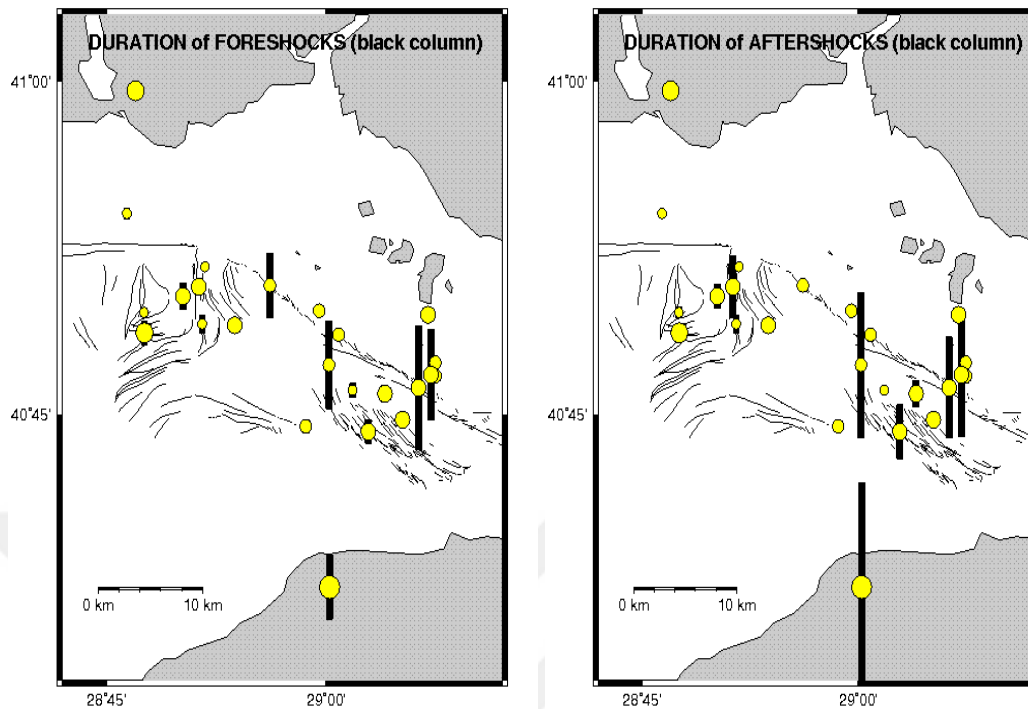 DURATION of FORESHOCKS (black column)
41°00'
40°45'
0 km 10 km
28°45' 29°00'
DURATION of AFTERSHOCKS (black column)
41°00'
40°45'
0 km 10 km
28°45' 29°00'